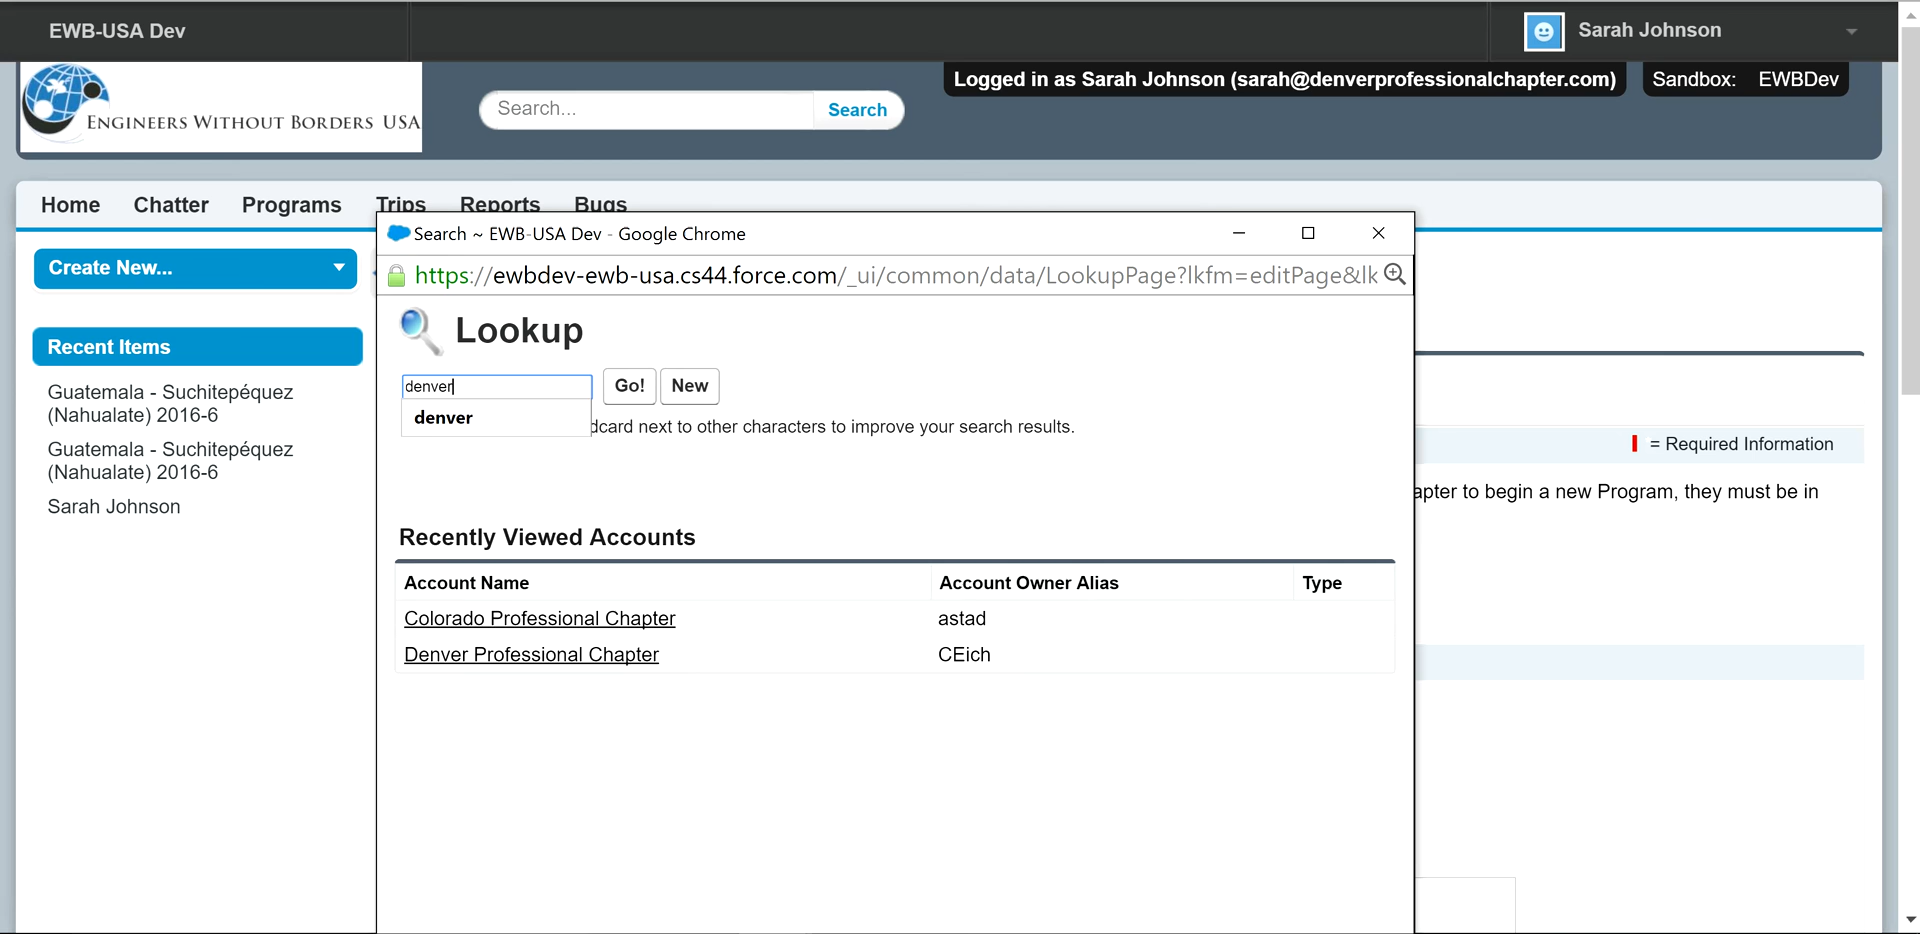 EWB-USA Dev
Sarah Johnson
Logged in as Sarah Johnson (sarah@denverprofessionalchapter.com)
Sandbox: EWBDev
ENGINEERS WITHOUT BORDERS USA
Search...
Search
Home Chatter Programs Trips Reports Bugs
Create New...
Recent Items
Guatemala - Suchitepéquez
(Nahualate) 2016-6
Guatemala - Suchitepéquez
(Nahualate) 2016-6
Sarah Johnson
Search ~ EWB-USA Dev - Google Chrome
https://ewbdev-ewb-usa.cs44.force.com/_ui/common/data/LookupPage?lkfm=editPage&lk
Lookup
denver
Go!
New
denver
dcard next to other characters to improve your search results.
Recently Viewed Accounts
Account Name Account Owner Alias Type
Colorado Professional Chapter astad
Denver Professional Chapter CEich
= Required Information
apter to begin a new Program, they must be in